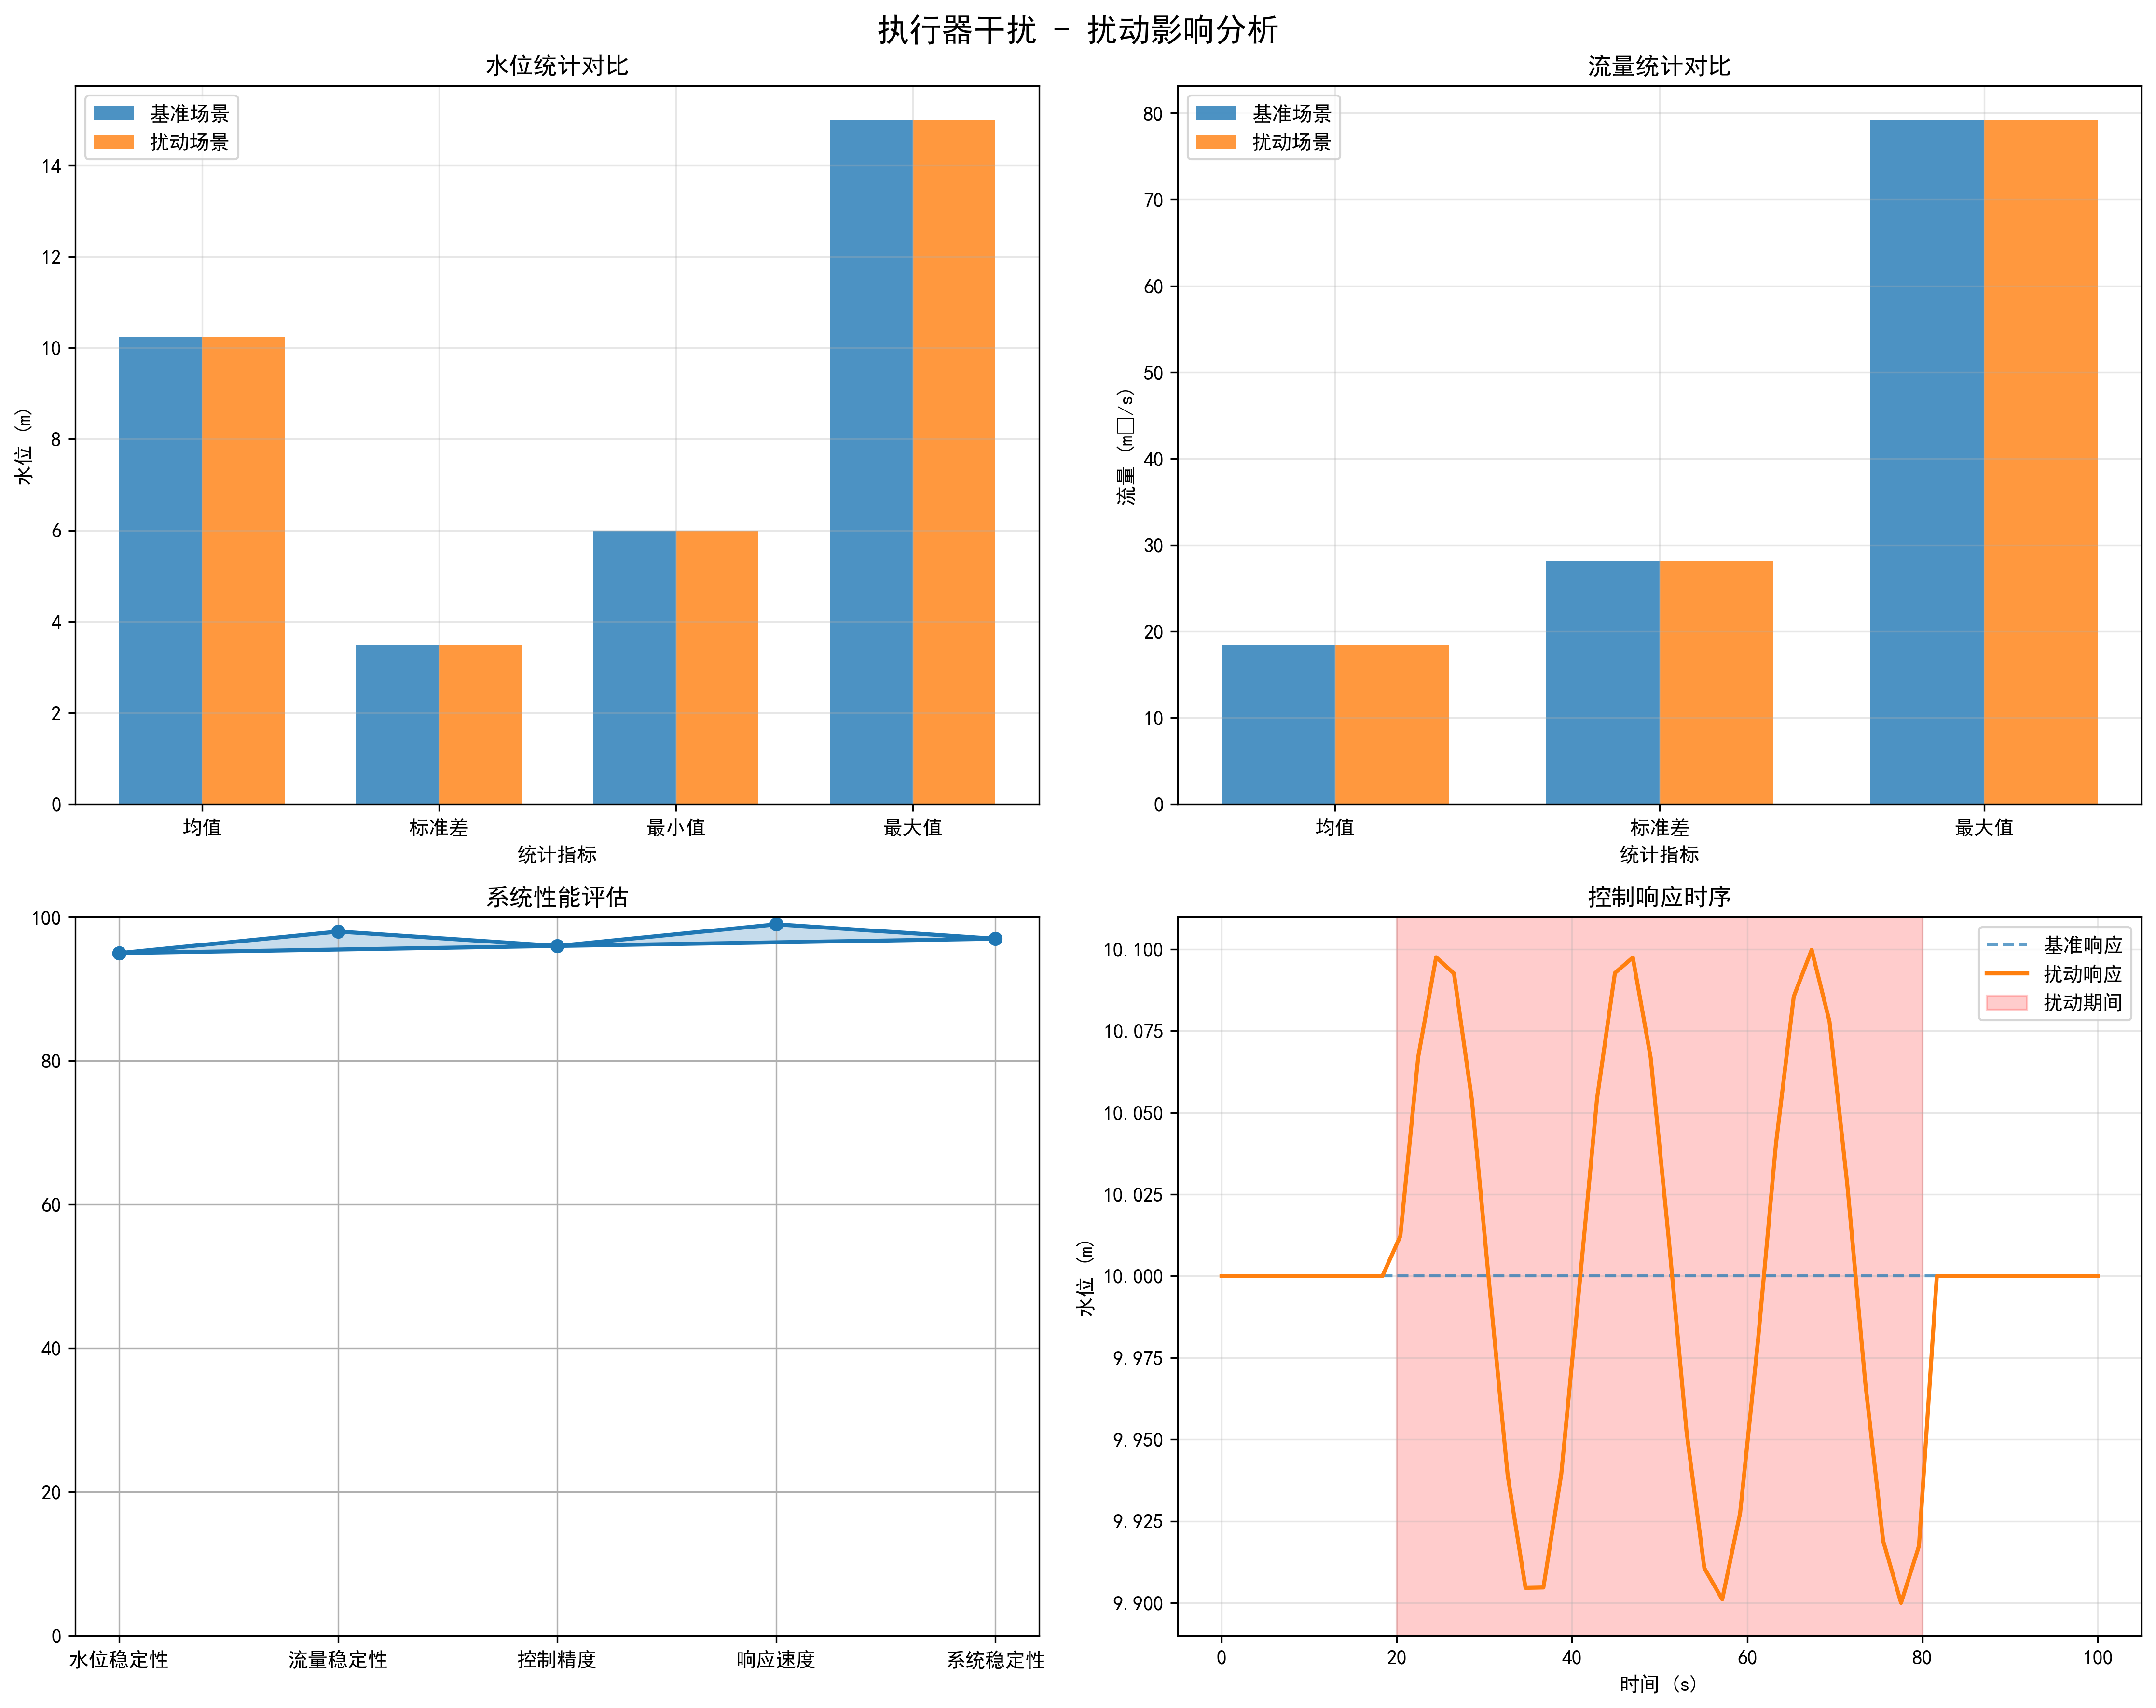 执行器干扰 - 扰动影响分析
水位统计对比
基准场景
扰动场景
14
12
10
8
6
4
2
0
水位 (m)
均值 标准差 最小值 最大值
统计指标
流量统计对比
基准场景
扰动场景
80
70
60
50
40
30
20
10
0
流量 (m□/s)
均值 标准差 最大值
统计指标
系统性能评估
100
80
60
40
20
0
水位稳定性 流量稳定性 控制精度 响应速度 系统稳定性
控制响应时序
基准响应
扰动响应
扰动期间
10.100
10.075
10.050
10.025
10.000
9.975
9.950
9.925
9.900
水位 (m)
0 20 40 60 80 100
时间 (s)